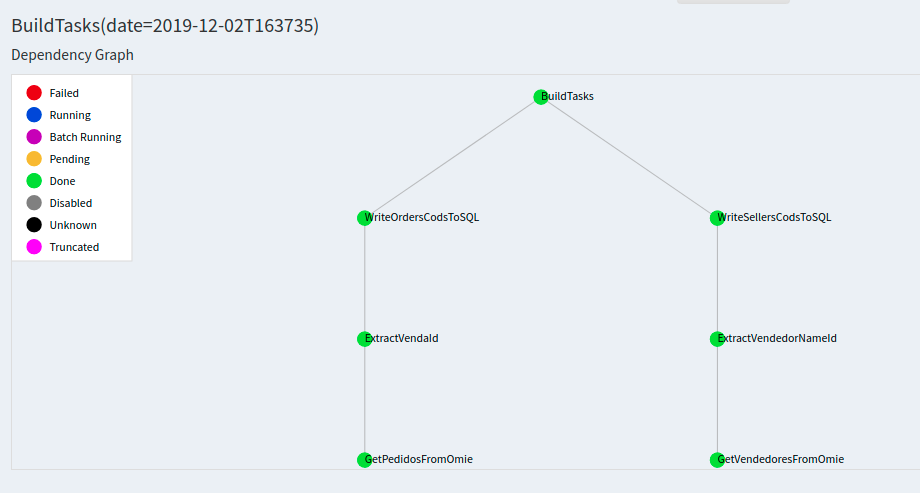 BuildTasks(date=2019-12-02T163735)
Dependency Graph
Failed
Running
Batch Running
Pending
Done
Disabled
Unknown
Truncated
BuildTasks
WriteOrdersCodsToSQL
WriteSellersCodsToSQL
ExtractVendaId
ExtractVendedorNameId
GetPedidosFromOmie
GetVendedoresFromOmie